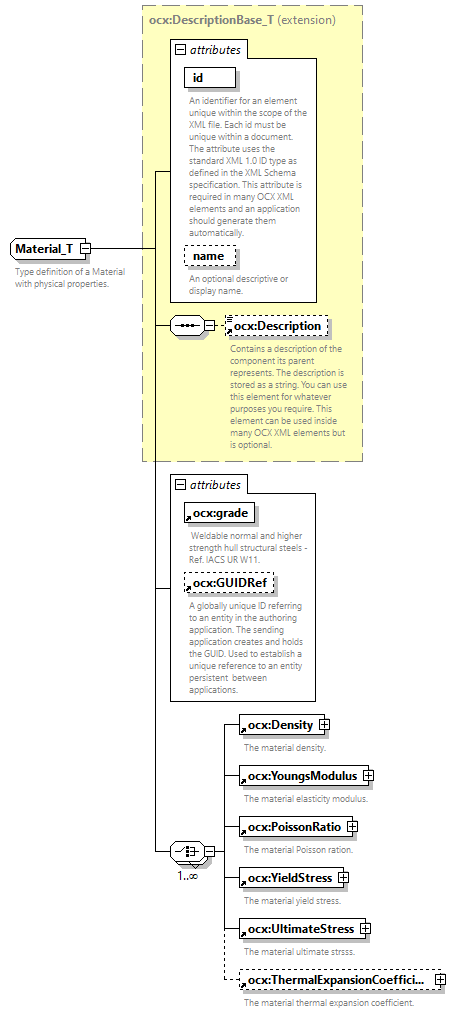 ocx:DescriptionBase_T (extension)
attributes
id
An identifier for an element
unique within the scope of the
XML file. Each id must be
unique within a document.
The attribute uses the
standard XML 1.0 ID type as
defined in the XML Schema
specification. This attribute is
required in many OCX XML
elements and an application
should generate them
automatically.
name
An optional descriptive or
display name.
Material_T
Type definition of a Material
with physical properties.
ocx:Description
Contains a description of the
component its parent
represents. The description is
stored as a string. You can use
this element for whatever
purposes you require. This
element can be used inside
many OCX XML elements but
is optional.
attributes
ocx:grade
Weldable normal and higher
strength hull structural steels -
Ref. IACS UR W11.
ocx:GUIDRef
A globally unique ID referring
to an entity in the authoring
application. The sending
application creates and holds
the GUID. Used to establish a
unique reference to an entity
persistent between
applications.
1..∞
ocx:Density
The material density.
ocx:YoungsModulus
The material elasticity modulus.
ocx:PoissonRatio
The material Poisson ration.
ocx:YieldStress
The material yield stress.
ocx:UltimateStress
The material ultimate strsss.
ocx:ThermalExpansionCoeffici...
The material thermal expansion coefficient.